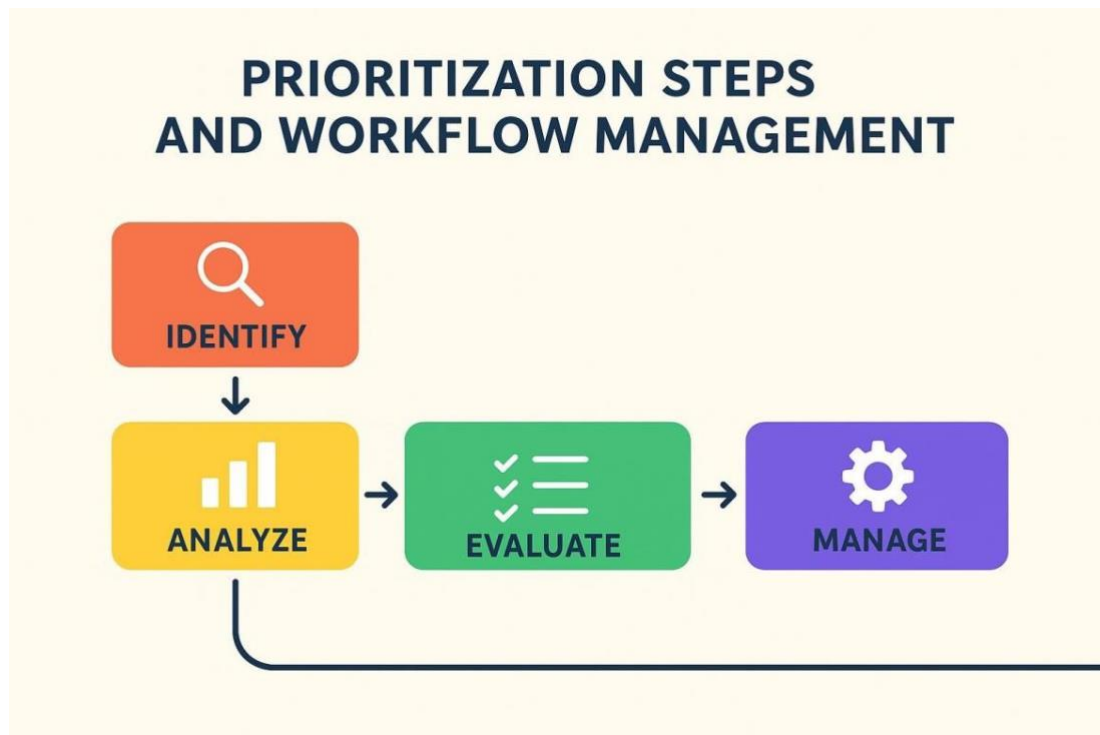 PRIORITIZATION STEPS
AND WORKFLOW MANAGEMENT
IDENTIFY
ANALYZE
EVALUATE
MANAGE